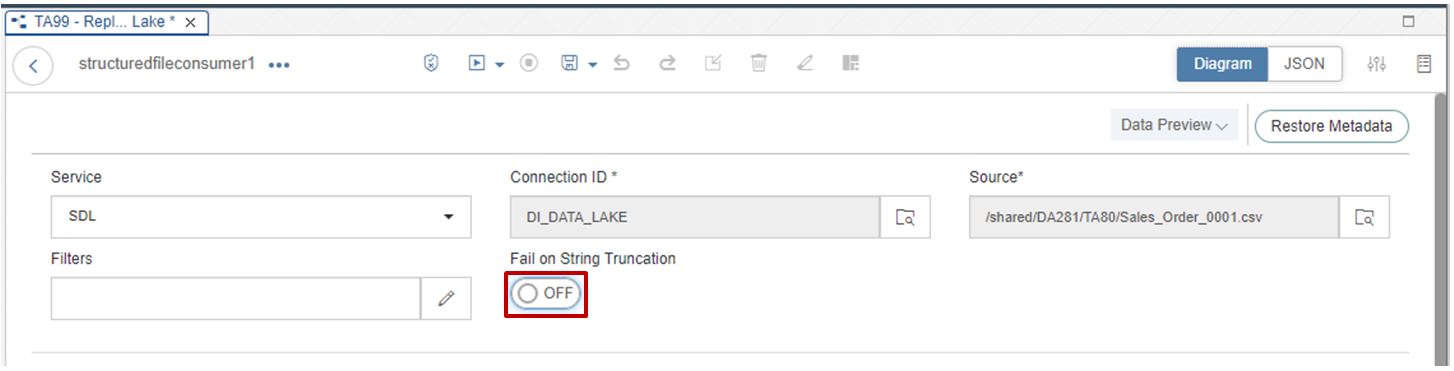 TA99 - Repl... Lake *
structuredfileconsumer1
Diagram JSON
Data Preview Restore Metadata
Service Connection ID * Source*
SDL DI_DATA_LAKE /shared/DA281/TA80/Sales_Order_0001.csv
Filters Fail on String Truncation
OFF